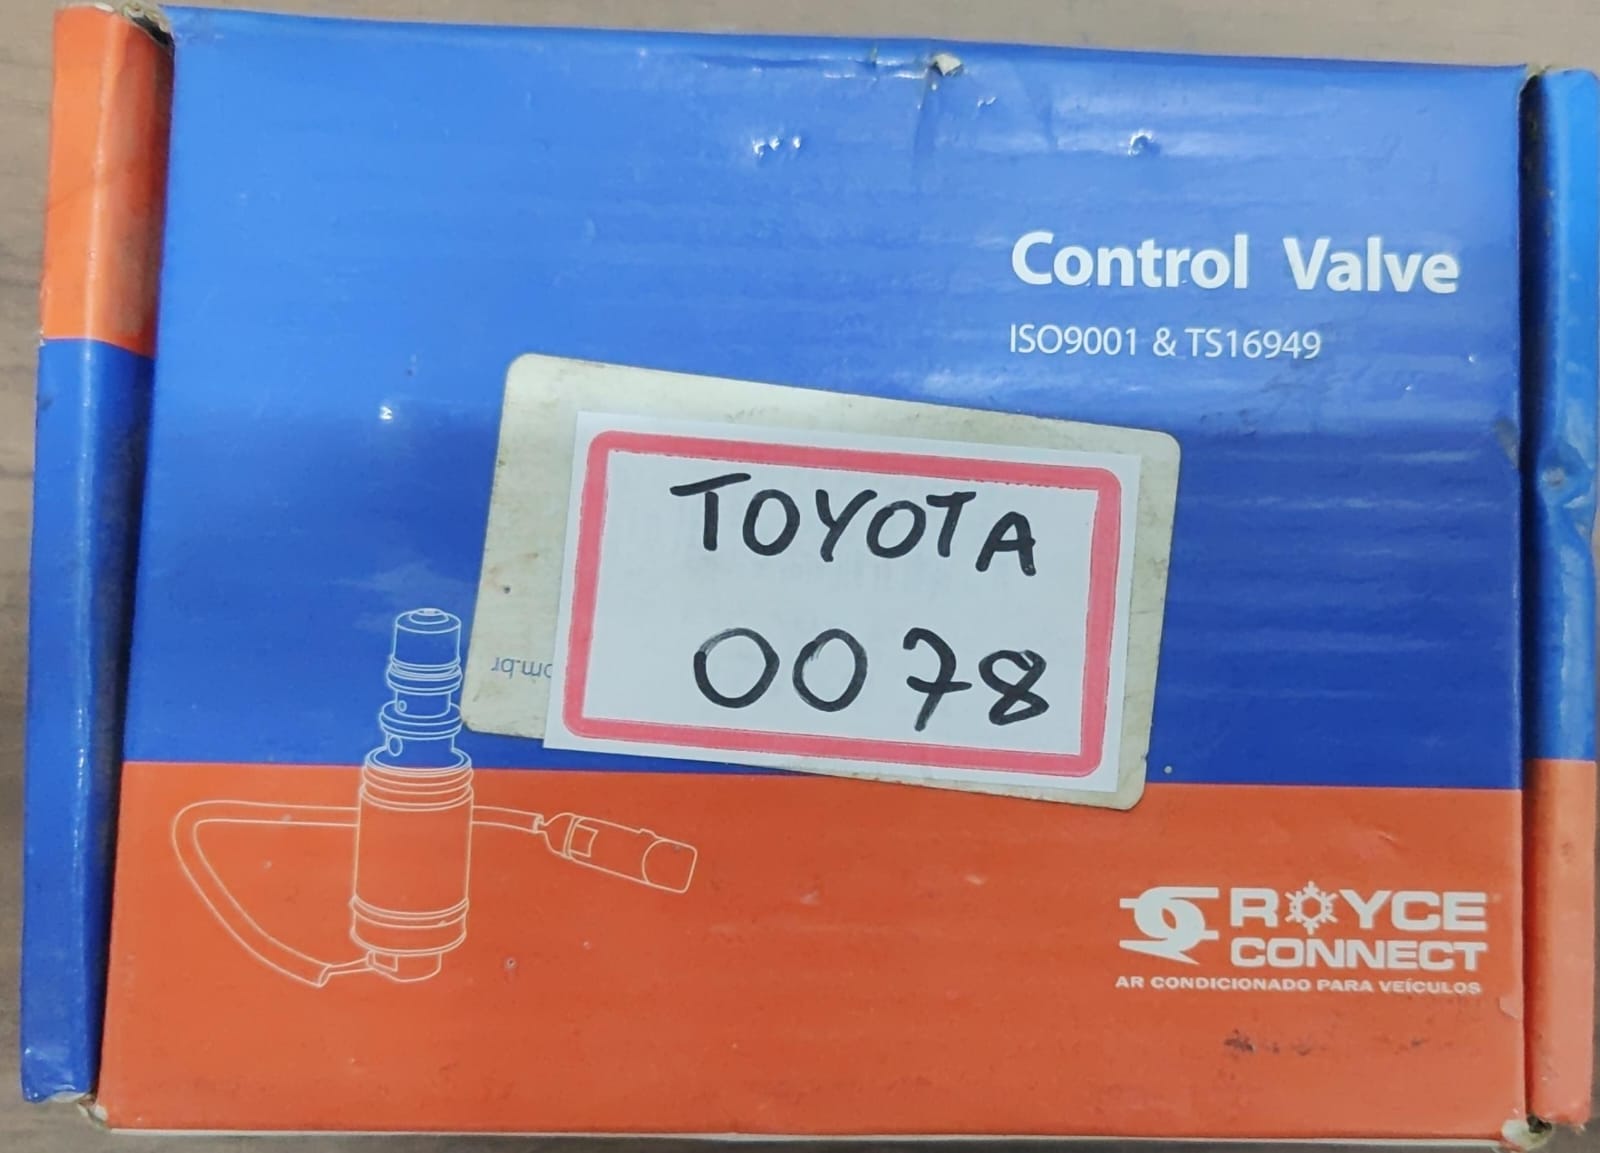 Control Valve
ISO9001 & TS16949
TOYOTA
0078
ROYCE
CONNECT
AR CONDICIONADO PARA VEÍCULOS